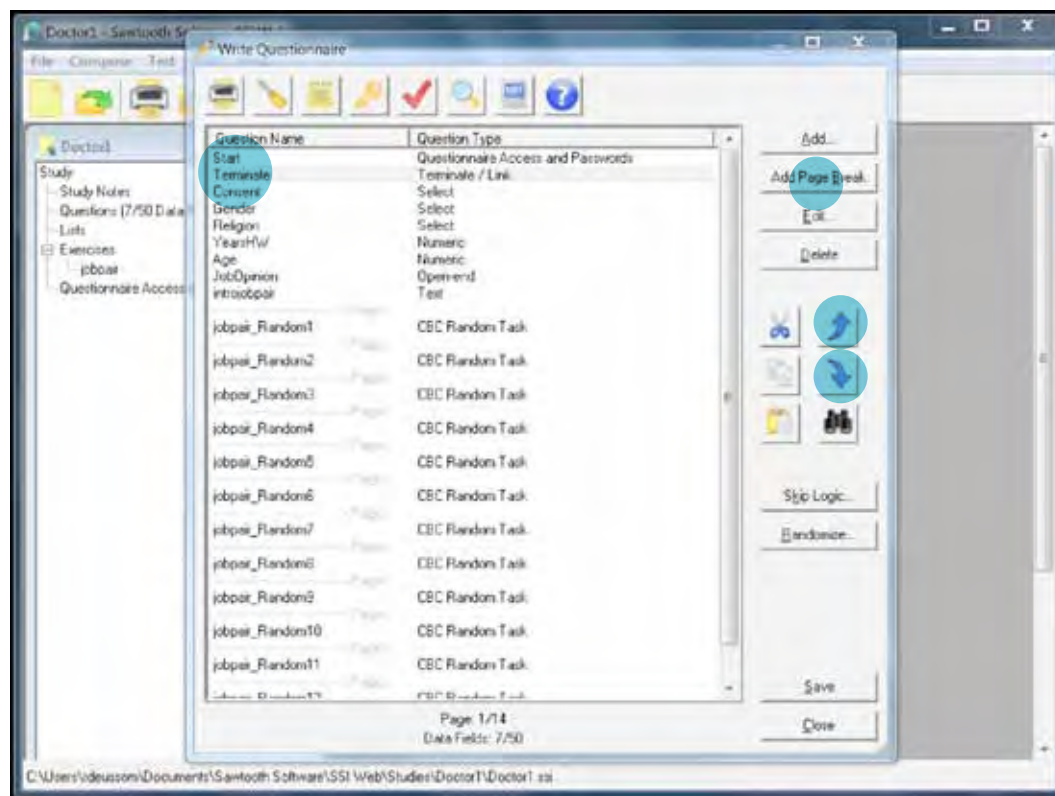 Doctor1 - Sawtooth
Write Questionnaire
File Compose Test
Doctor1
Study
Study Notes
Questions (7/50 Data
Lists
Exercises
jobpair
Questionnaire Access
Question Name Question Type
Start Questionnaire Access and Passwords
Terminate Terminate / Link
Consent Select
Gender Select
Religion Select
YearsHW Numeric
Age Numeric
JobOpinion Open-end
introjobpair Text
jobpair_Random1 CBC Random Task
jobpair_Random2 CBC Random Task
jobpair_Random3 CBC Random Task
jobpair_Random4 CBC Random Task
jobpair_Random5 CBC Random Task
jobpair_Random6 CBC Random Task
jobpair_Random7 CBC Random Task
jobpair_Random8 CBC Random Task
jobpair_Random9 CBC Random Task
jobpair_Random10 CBC Random Task
jobpair_Random11 CBC Random Task
jobpair_Random12 CBC Random Task
Add...
Add Page Break
Edit...
Delete
Skip Logic...
Randomize...
Save
Close
Page: 1/14
Data Fields: 7/50
C:\Users\vdeussom\Documents\Sawtooth Software\SSI Web\Studies\Doctor1\Doctor1.ssi